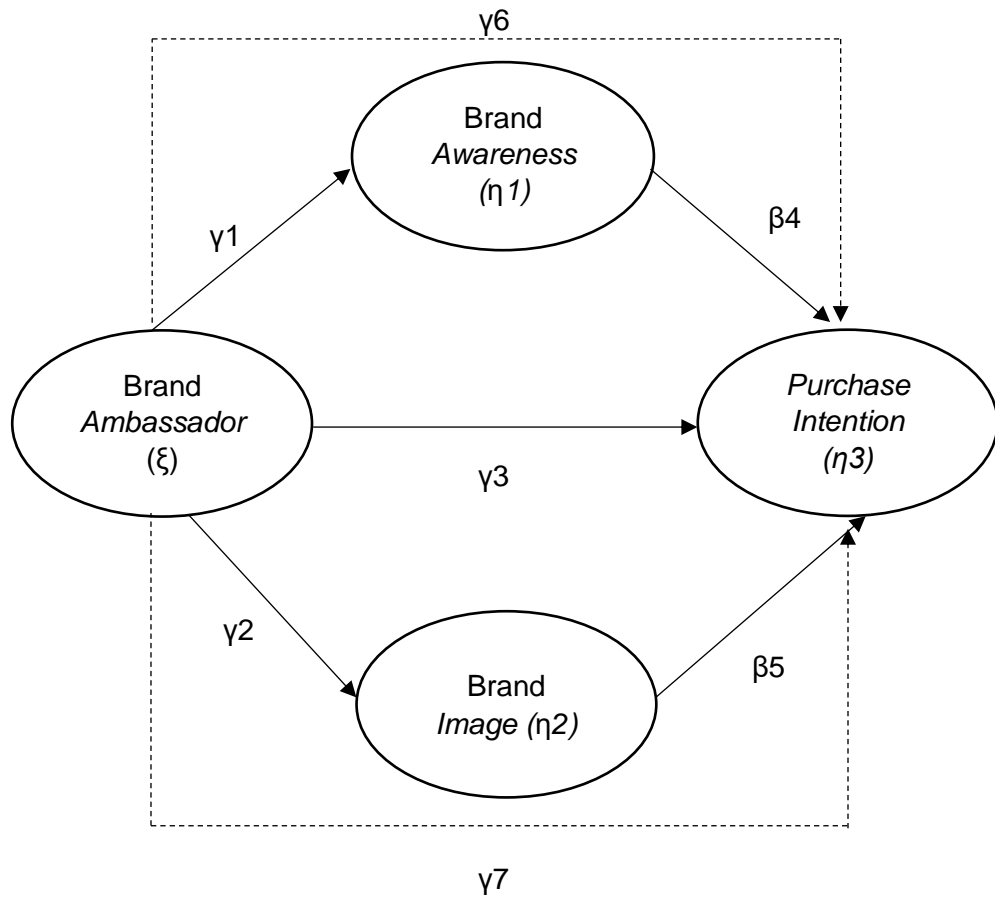 γ6
Brand
Awareness
(η1)
γ1
β4
Brand
Ambassador
(ξ)
Purchase
Intention
(η3)
γ3
γ2
β5
Brand
Image (η2)
γ7